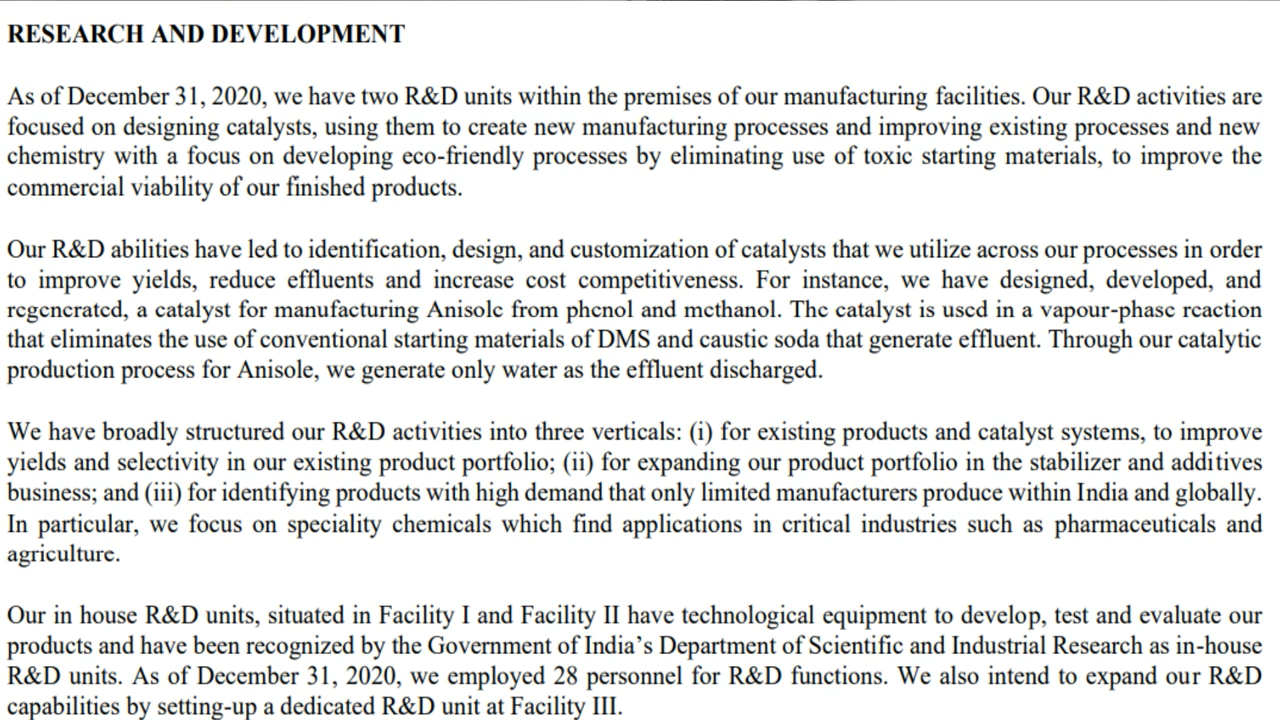 RESEARCH AND DEVELOPMENT
As of December 31, 2020, we have two R&D units within the premises of our manufacturing facilities. Our R&D activities are
focused on designing catalysts, using them to create new manufacturing processes and improving existing processes and new
chemistry with a focus on developing eco-friendly processes by eliminating use of toxic starting materials, to improve the
commercial viability of our finished products.
Our R&D abilities have led to identification, design, and customization of catalysts that we utilize across our processes in order
to improve yields, reduce effluents and increase cost competitiveness. For instance, we have designed, developed, and
regenerated, a catalyst for manufacturing Anisole from phenol and methanol. The catalyst is used in a vapour-phase reaction
that eliminates the use of conventional starting materials of DMS and caustic soda that generate effluent. Through our catalytic
production process for Anisole, we generate only water as the effluent discharged.
We have broadly structured our R&D activities into three verticals: (i) for existing products and catalyst systems, to improve
yields and selectivity in our existing product portfolio; (ii) for expanding our product portfolio in the stabilizer and additives
business; and (iii) for identifying products with high demand that only limited manufacturers produce within India and globally.
In particular, we focus on speciality chemicals which find applications in critical industries such as pharmaceuticals and
agriculture.
Our in house R&D units, situated in Facility I and Facility II have technological equipment to develop, test and evaluate our
products and have been recognized by the Government of India's Department of Scientific and Industrial Research as in-house
R&D units. As of December 31, 2020, we employed 28 personnel for R&D functions. We also intend to expand our R&D
capabilities by setting-up a dedicated R&D unit at Facility III.